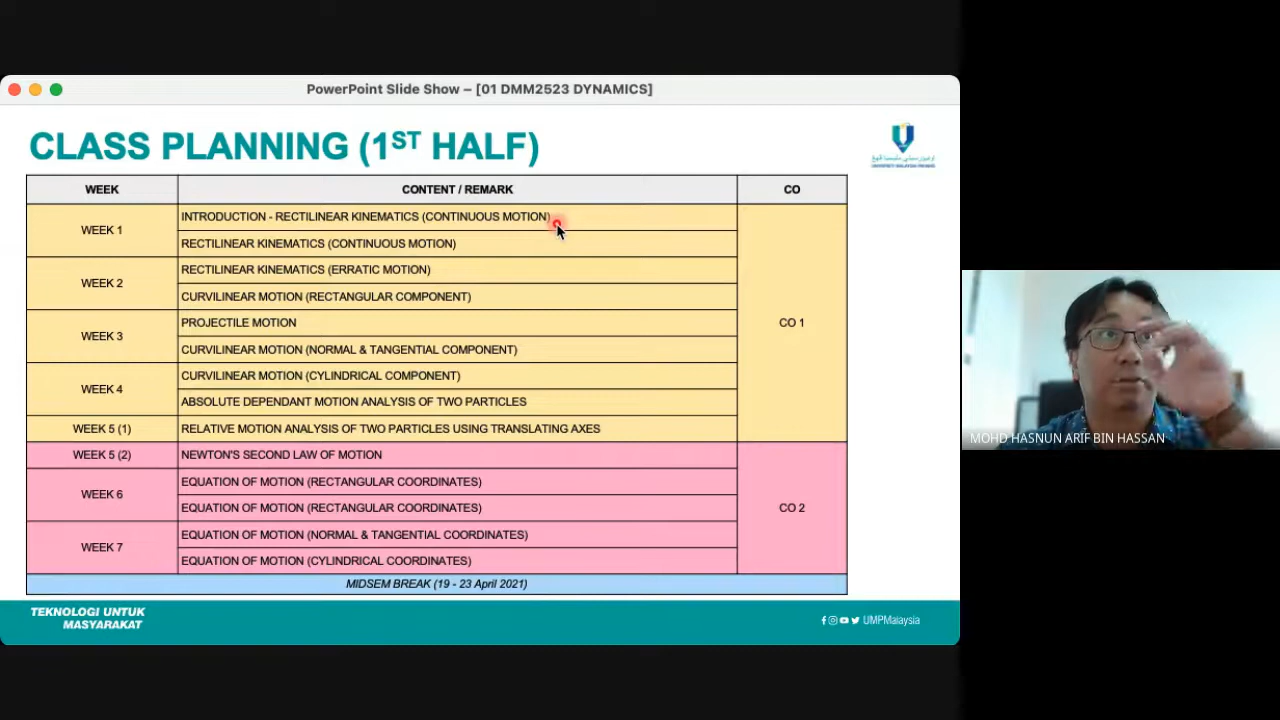 PowerPoint Slide Show – [01 DMM2523 DYNAMICS]
CLASS PLANNING (1ST HALF)
WEEK CONTENT / REMARK CO
WEEK 1
INTRODUCTION - RECTILINEAR KINEMATICS (CONTINUOUS MOTION)
RECTILINEAR KINEMATICS (CONTINUOUS MOTION)
WEEK 2
RECTILINEAR KINEMATICS (ERRATIC MOTION)
CURVILINEAR MOTION (RECTANGULAR COMPONENT)
WEEK 3
PROJECTILE MOTION
CURVILINEAR MOTION (NORMAL & TANGENTIAL COMPONENT)
WEEK 4
CURVILINEAR MOTION (CYLINDRICAL COMPONENT)
ABSOLUTE DEPENDANT MOTION ANALYSIS OF TWO PARTICLES
WEEK 5 (1) RELATIVE MOTION ANALYSIS OF TWO PARTICLES USING TRANSLATING AXES
CO 1
WEEK 5 (2) NEWTON'S SECOND LAW OF MOTION
WEEK 6
EQUATION OF MOTION (RECTANGULAR COORDINATES)
EQUATION OF MOTION (RECTANGULAR COORDINATES)
WEEK 7
EQUATION OF MOTION (NORMAL & TANGENTIAL COORDINATES)
EQUATION OF MOTION (CYLINDRICAL COORDINATES)
CO 2
MIDSEM BREAK (19 - 23 April 2021)
TEKNOLOGI UNTUK
MASYARAKAT
UMPMalaysia
MOHD HASNUN ARIF BIN HASSAN